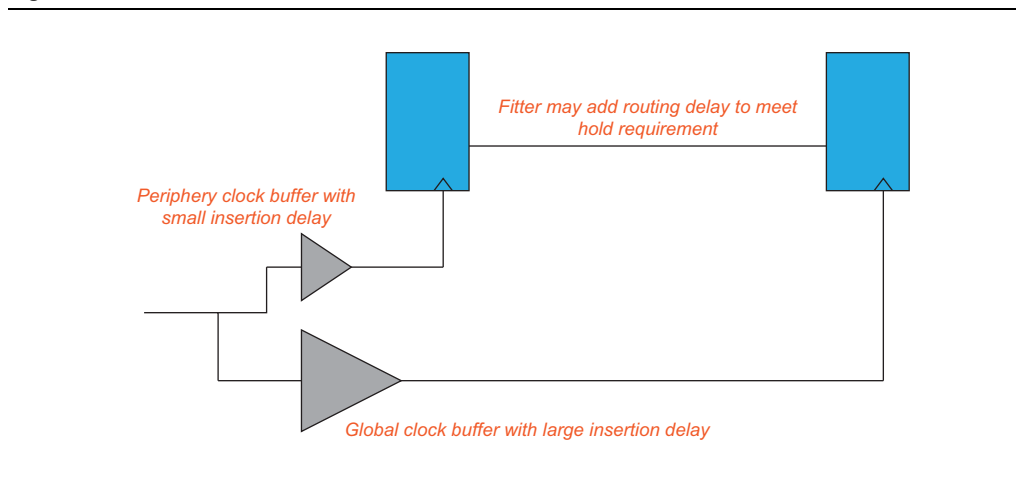 Fitter may add routing delay to meet
hold requirement
Periphery clock buffer with
small insertion delay
Global clock buffer with large insertion delay